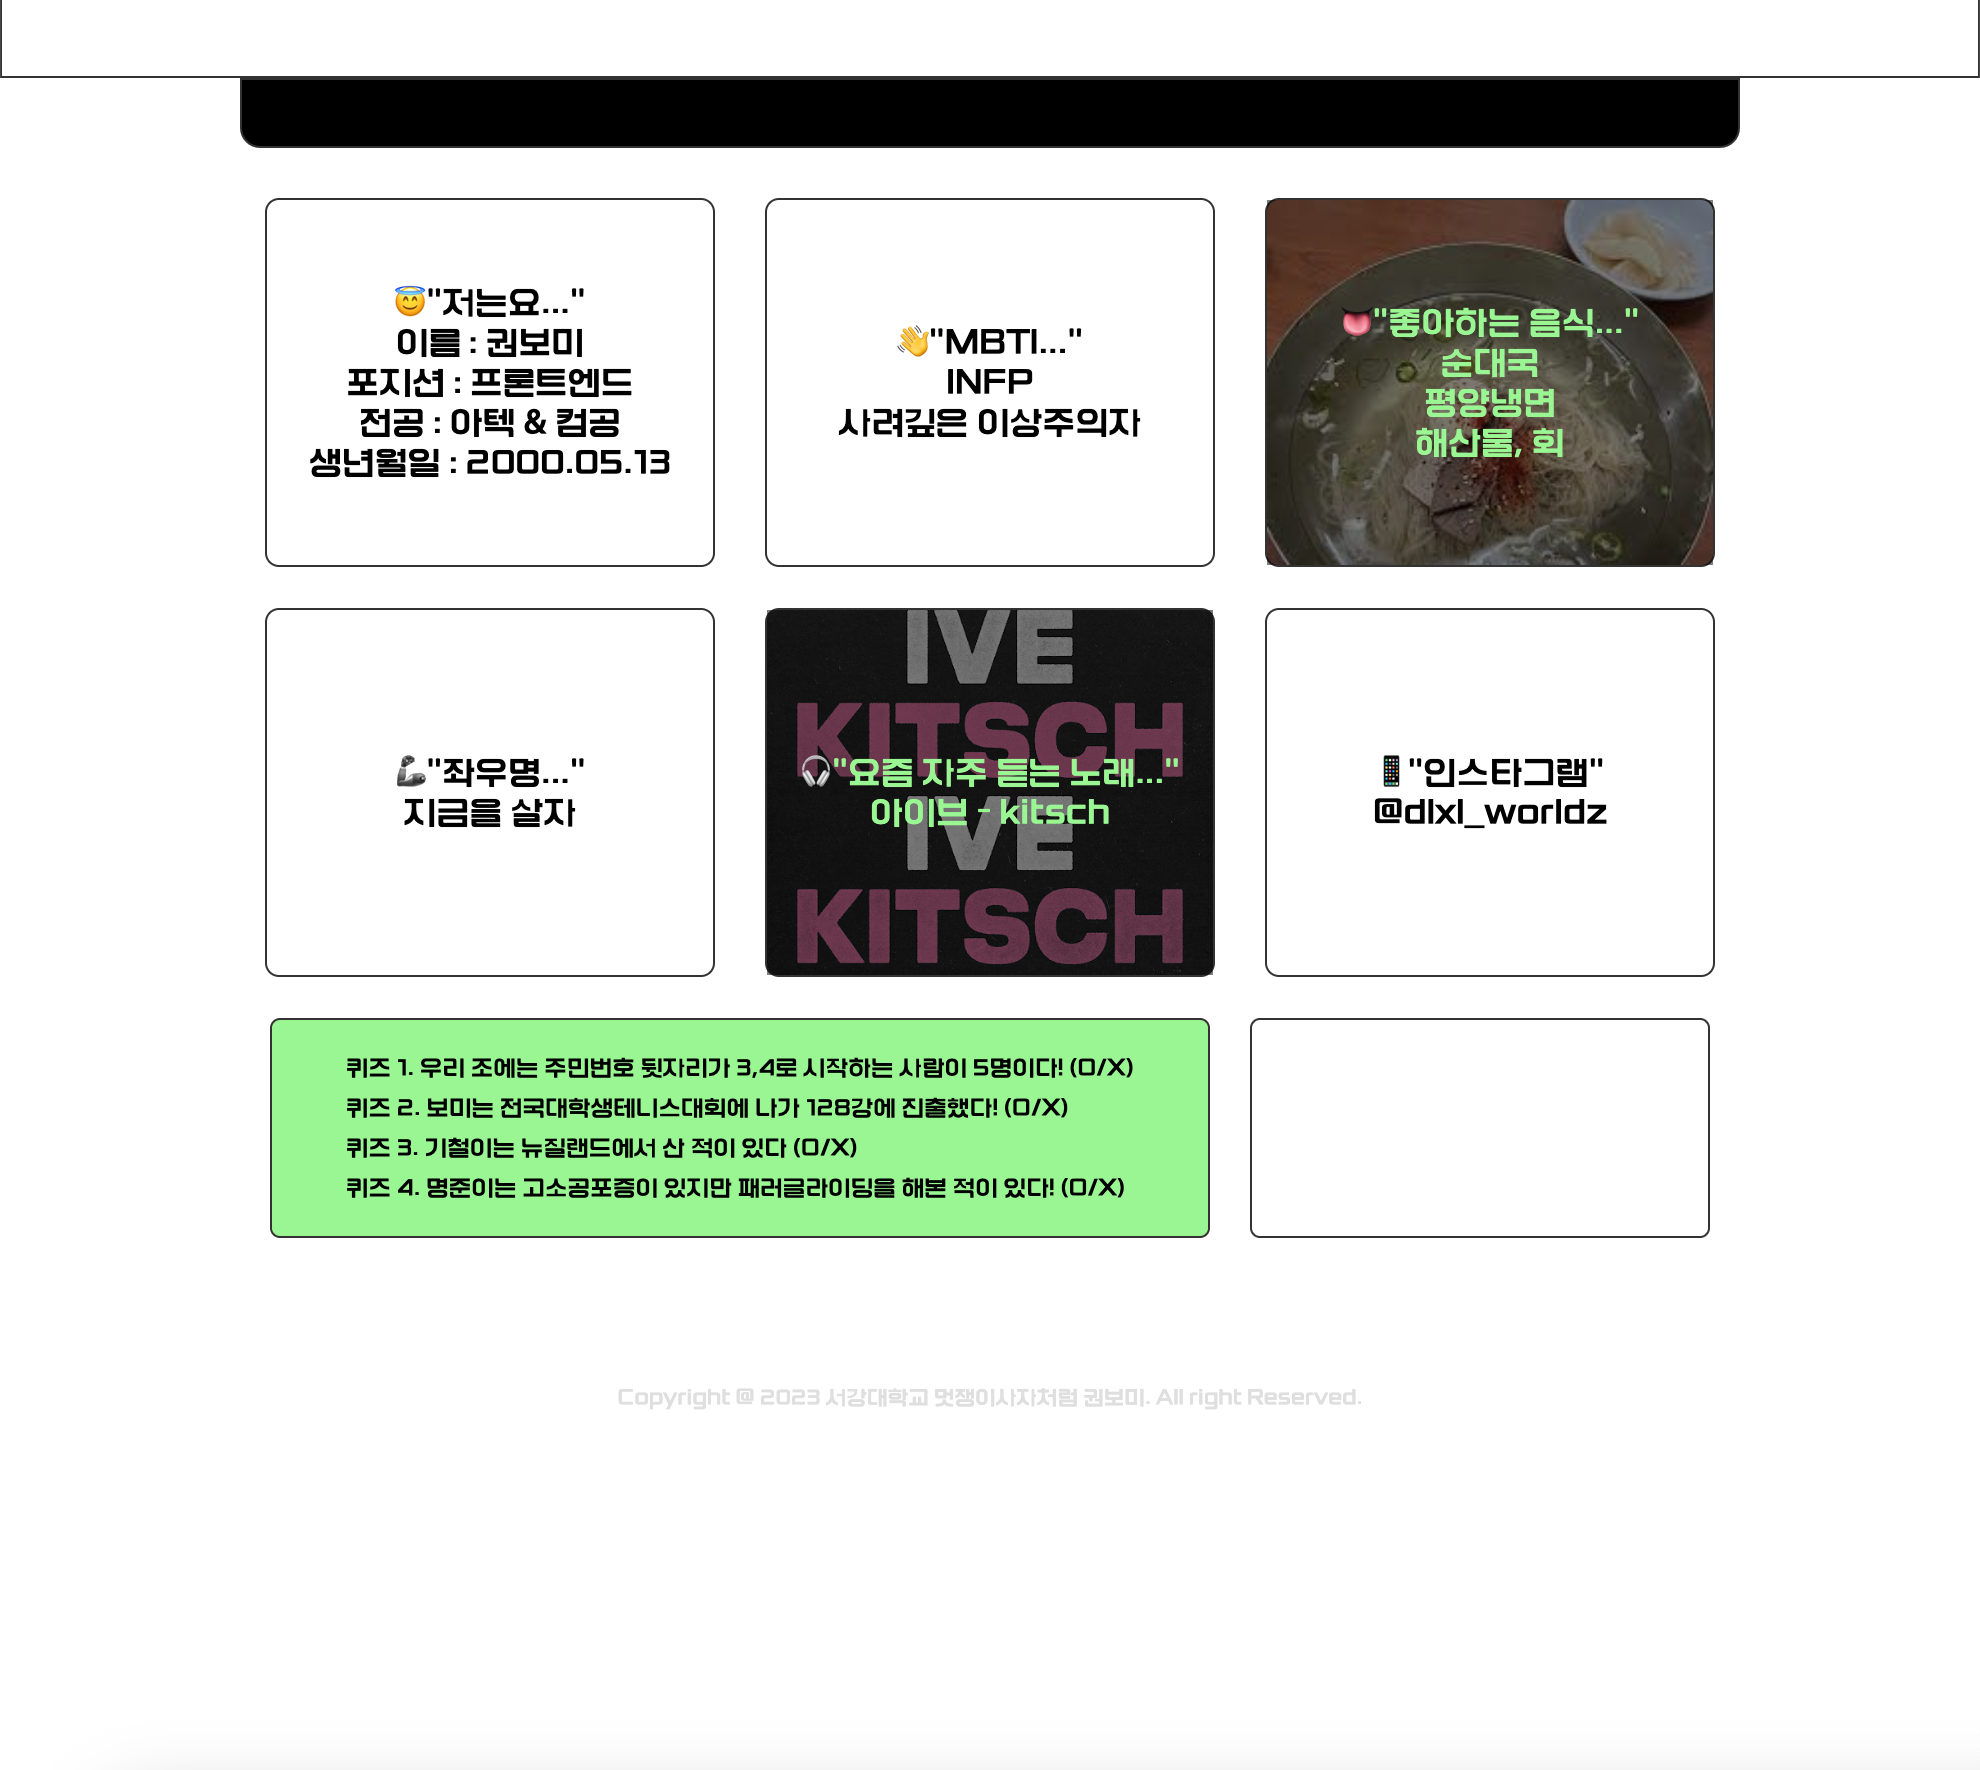 😇"저는요..."
이름 : 권보미
포지션 : 프론트엔드
전공 : 아텍 & 컴공
생년월일 : 2000.05.13
👋"MBTI..."
INFP
사려깊은 이상주의자
👅"좋아하는 음식..."
순대국
평양냉면
해산물, 회
🦾"좌우명..."
지금을 살자
IVE
KITSCH
🎧"요즘 자주 듣는 노래..."
아이브 - kitsch
IVE
KITSCH
📱"인스타그램"
@dlxl_worldz
퀴즈 1. 우리 조에는 주민번호 뒷자리가 3,4로 시작하는 사람이 5명이다! (O/X)
퀴즈 2. 보미는 전국대학생테니스대회에 나가 128강에 진출했다! (O/X)
퀴즈 3. 기철이는 뉴질랜드에서 산 적이 있다 (O/X)
퀴즈 4. 명준이는 고소공포증이 있지만 패러글라이딩을 해본 적이 있다! (O/X)
Copyright @ 2023 서강대학교 멋쟁이사자처럼 권보미. All right Reserved.